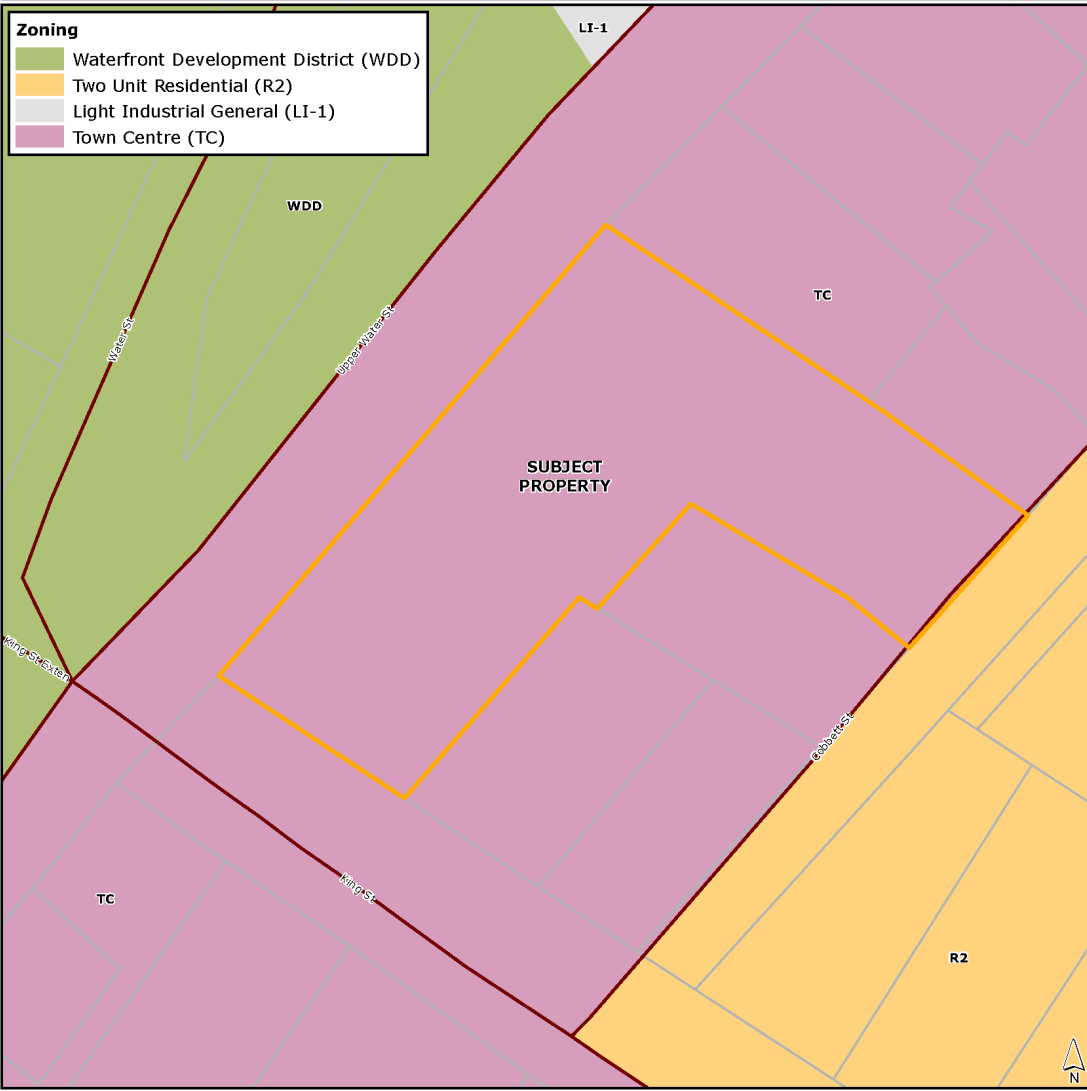 Zoning
Waterfront Development District (WDD)
Two Unit Residential (R2)
Light Industrial General (LI-1)
Town Centre (TC)
LI-1
WDD
TC
Upper Water St
Water St
SUBJECT
PROPERTY
King St Exten
Cobbett St
King St
TC
R2
N